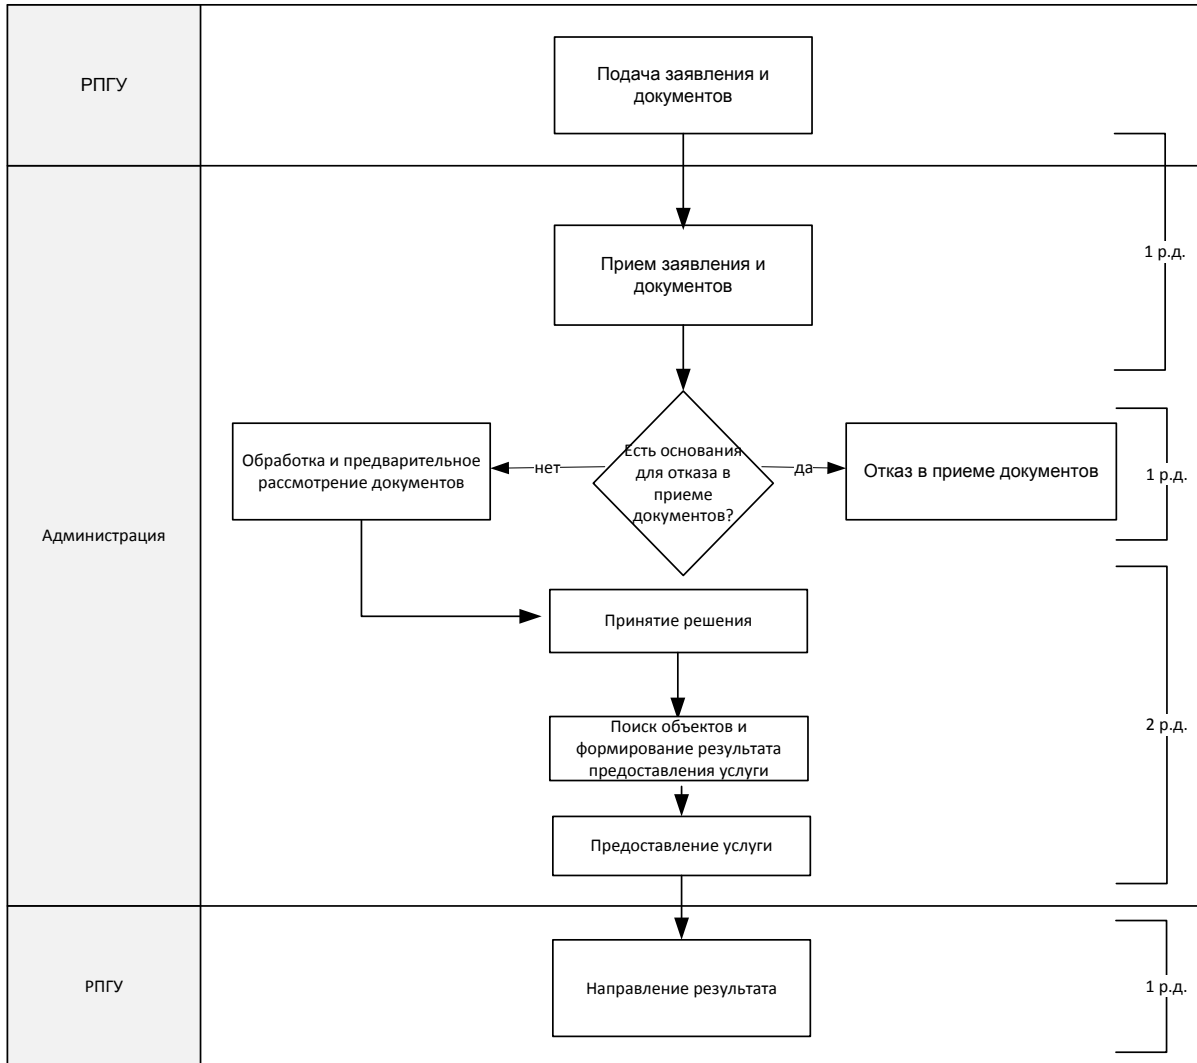 РПГУ
Подача заявления и
документов
Прием заявления и
документов
1 р.д.
Администрация
Обработка и предварительное
рассмотрение документов
нет
Есть основания
для отказа в
приеме
документов?
да
Отказ в приеме документов
1 р.д.
Принятие решения
Поиск объектов и
формирование результата
предоставления услуги
Предоставление услуги
2 р.д.
РПГУ
Направление результата
1 р.д.